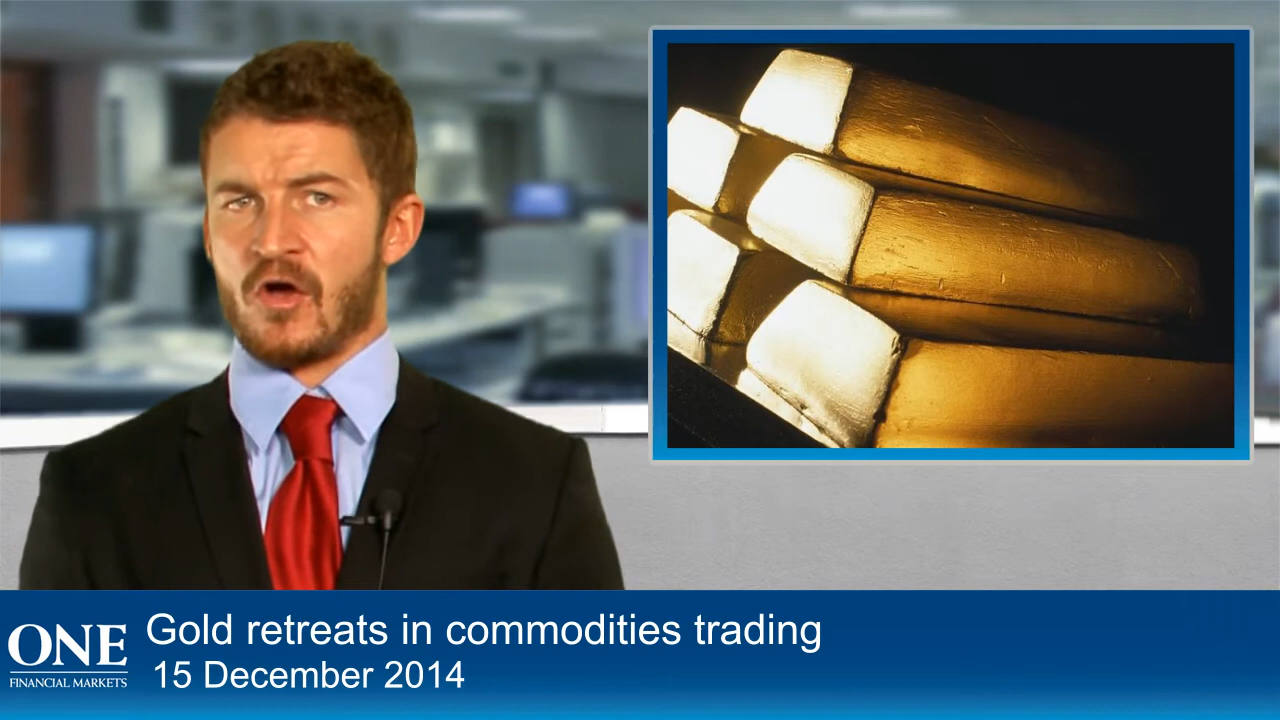 Gold retreats in commodities trading
15 December 2014
ONE
FINANCIAL MARKETS